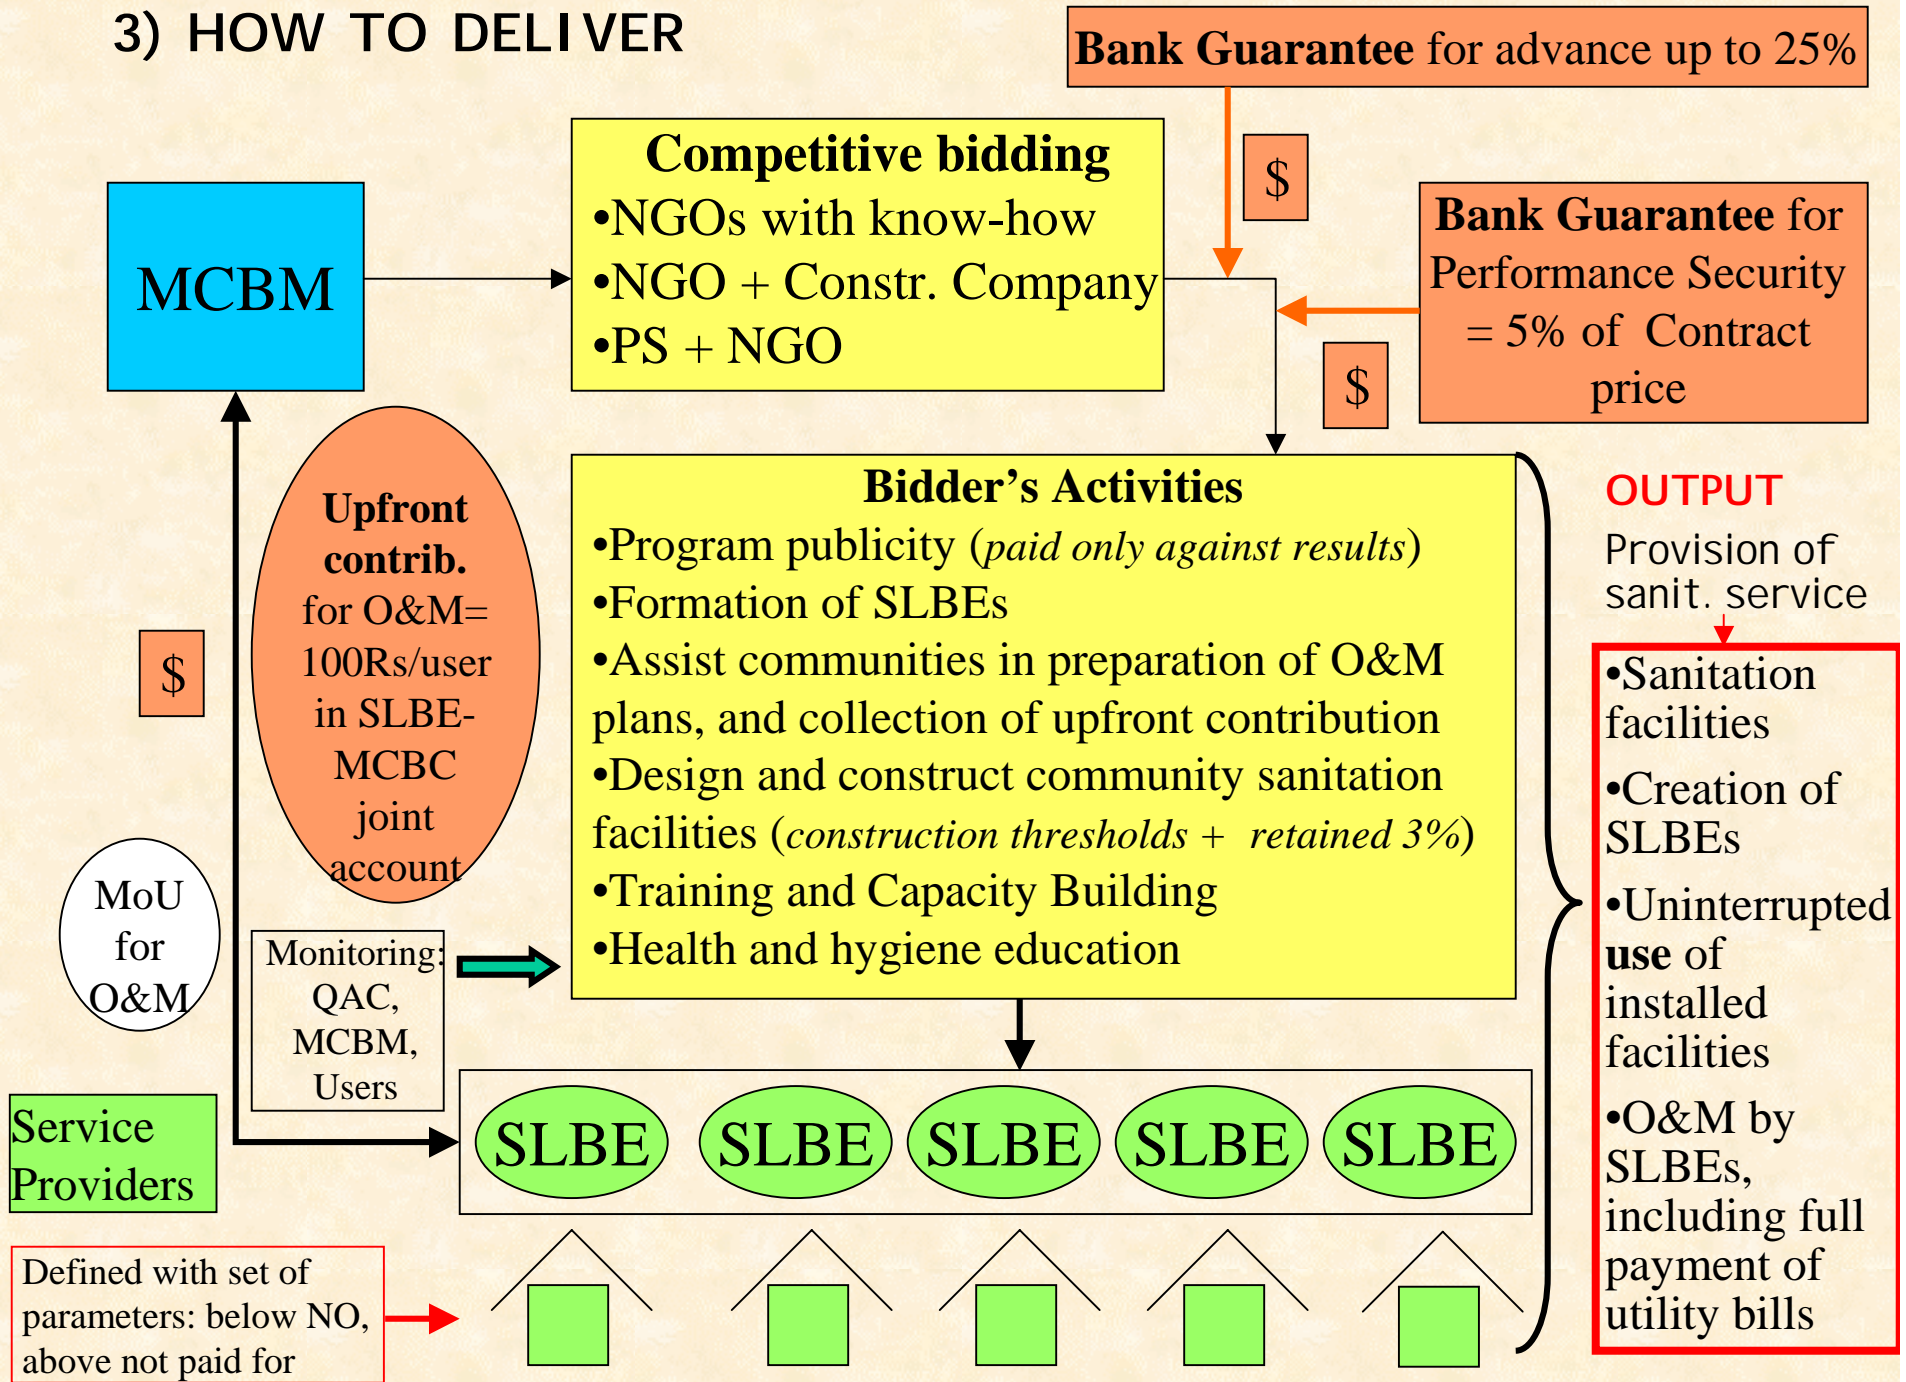 3) HOW TO DELIVER
Bank Guarantee for advance up to 25%
Competitive bidding
•NGOs with know-how
•NGO + Constr. Company
•PS + NGO
MCBM
$
Bank Guarantee for
Performance Security
= 5% of Contract
price
$
Upfront
contrib.
for O&M=
100Rs/user
in SLBE-
MCBC
joint
account
$
Bidder's Activities
•Program publicity (paid only against results)
•Formation of SLBEs
•Assist communities in preparation of O&M
plans, and collection of upfront contribution
•Design and construct community sanitation
facilities (construction thresholds + retained 3%)
•Training and Capacity Building
•Health and hygiene education
OUTPUT
Provision of
sanit. service
•Sanitation
facilities
•Creation of
SLBEs
•Uninterrupted
use of
installed
facilities
•O&M by
SLBEs,
including full
payment of
utility bills
MoU
for
O&M
Monitoring:
QAC,
MCBM,
Users
Service
Providers
SLBE SLBE SLBE SLBE SLBE
Defined with set of
parameters: below NO,
above not paid for